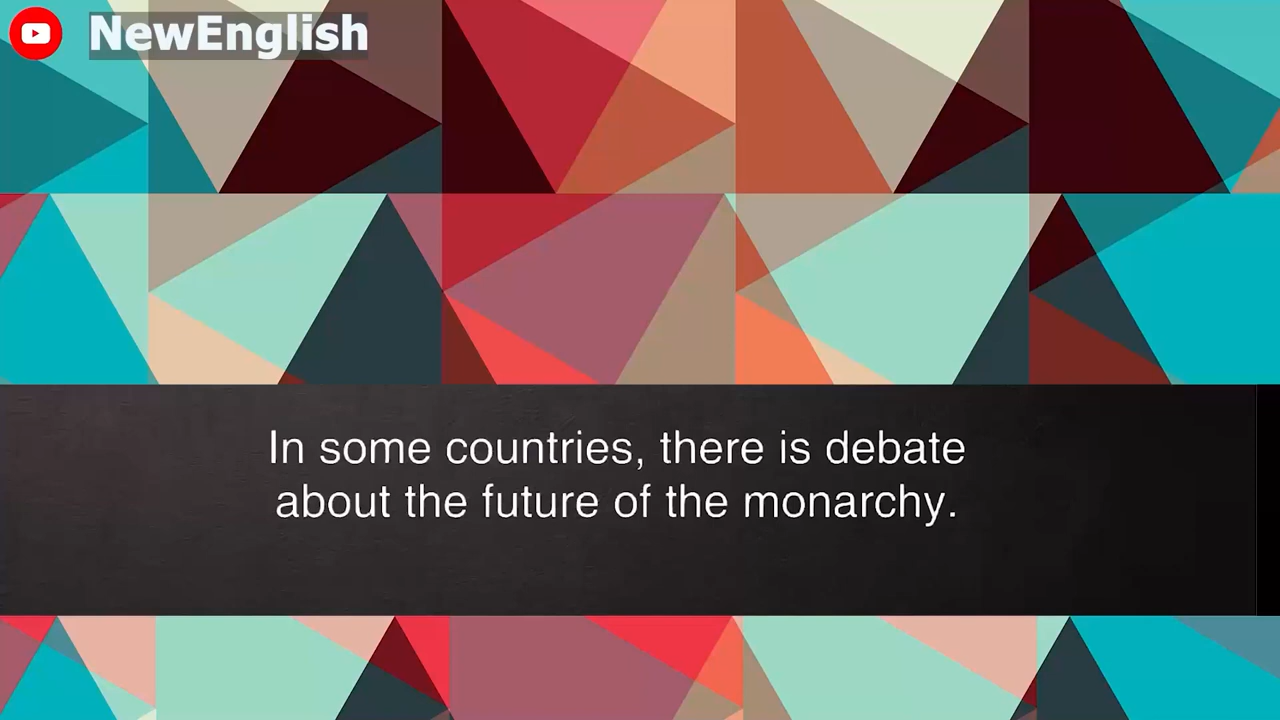 NewEnglish
In some countries, there is debate
about the future of the monarchy.